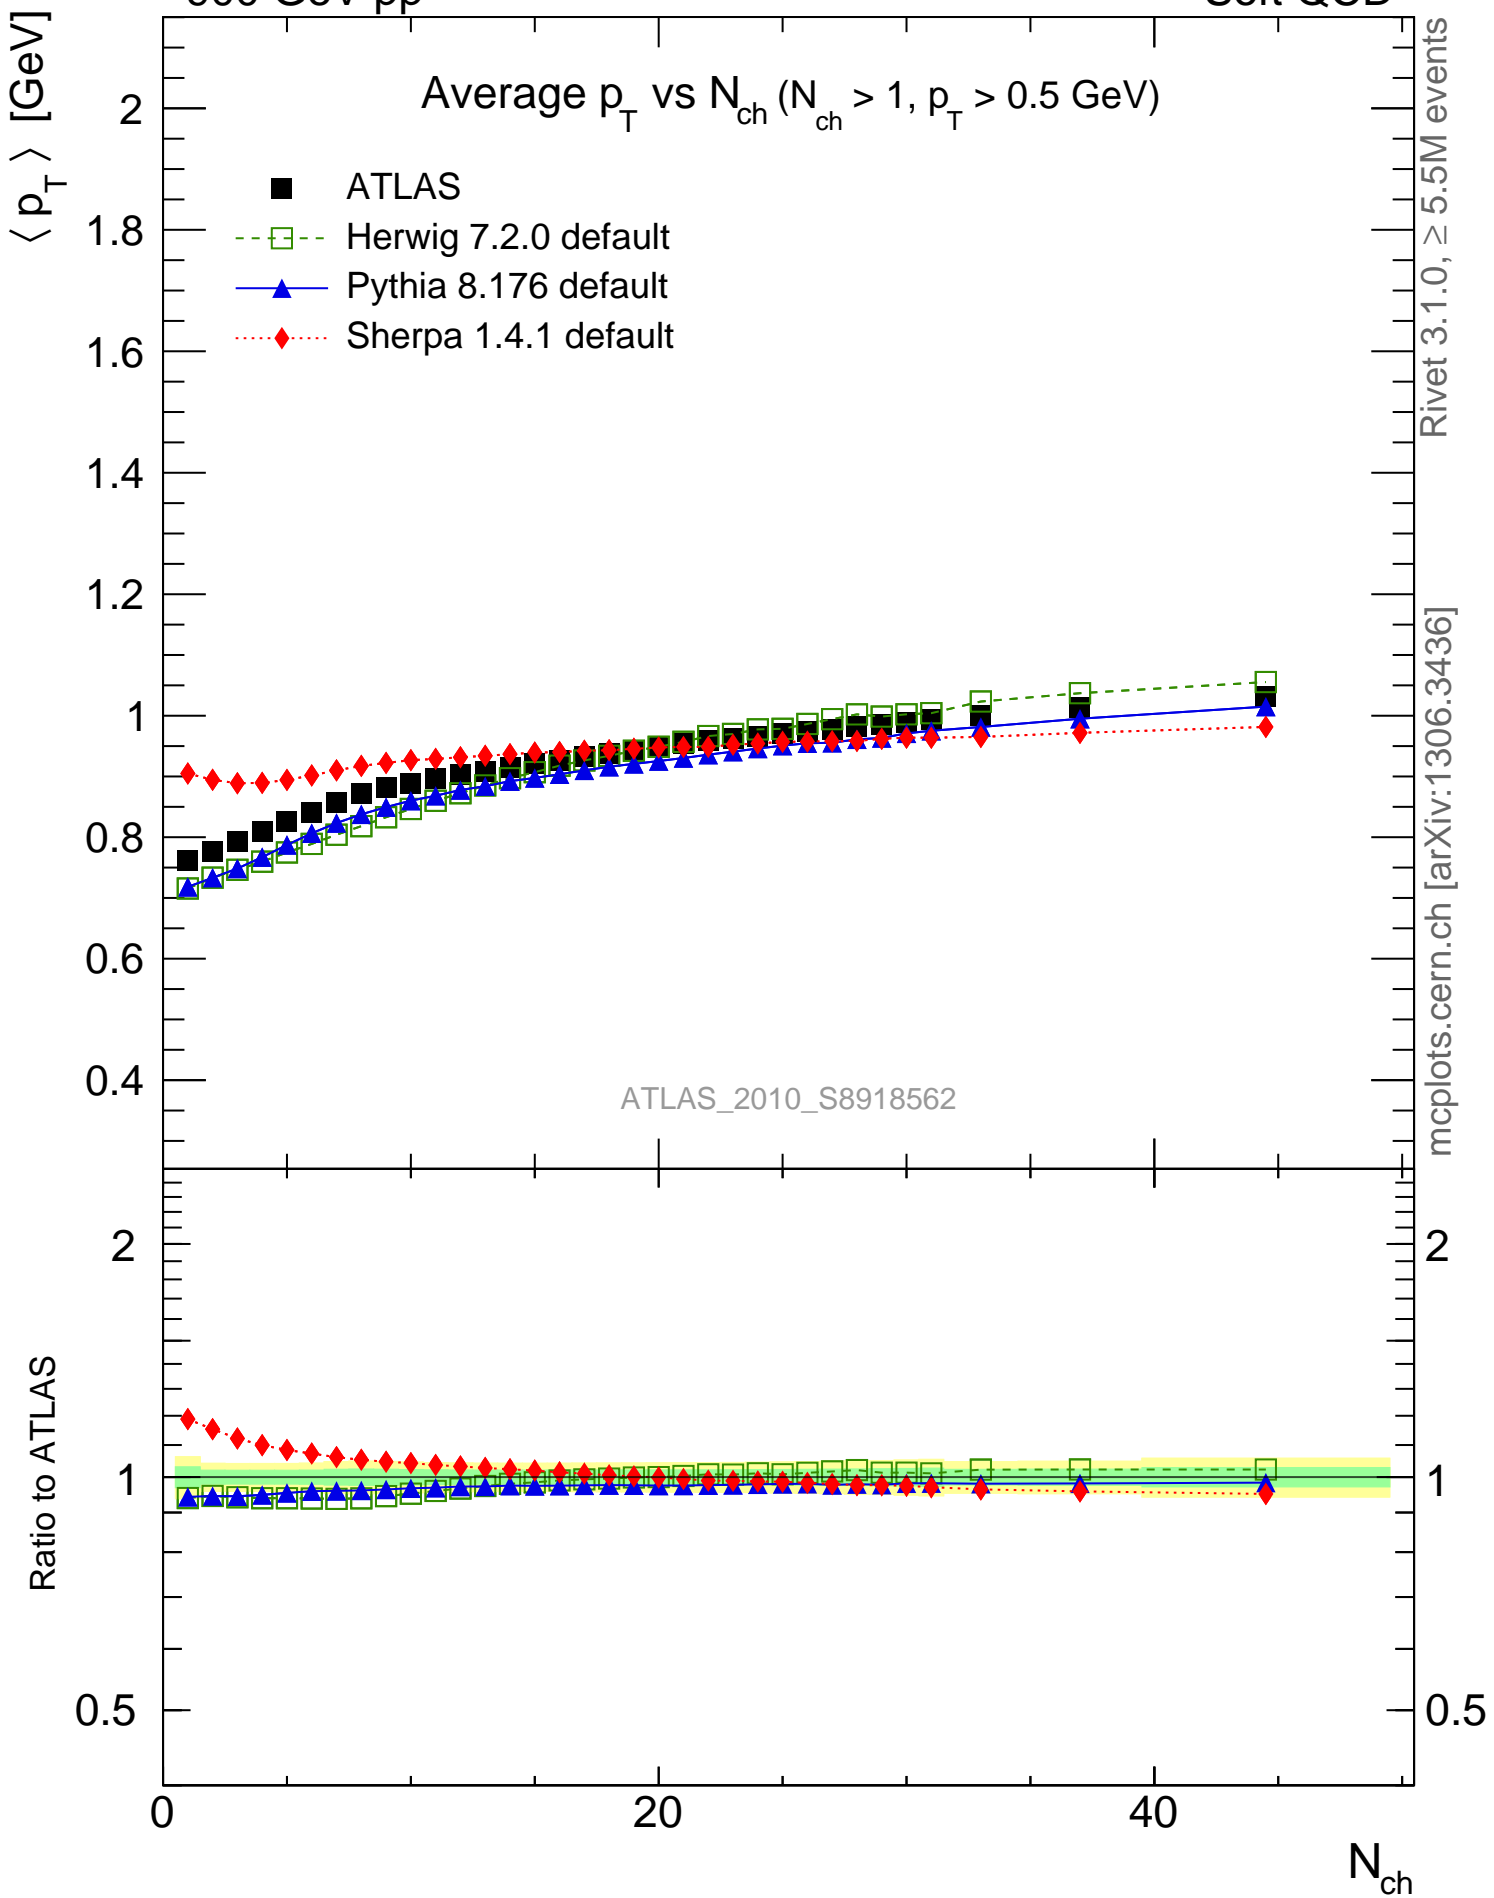 ⟨ p_T ⟩ [GeV]
Average p_T vs N_ch (N_ch > 1, p_T > 0.5 GeV)
ATLAS
Herwig 7.2.0 default
Pythia 8.176 default
Sherpa 1.4.1 default
2
1.8
1.6
1.4
1.2
1
0.8
0.6
0.4
ATLAS_2010_S8918562
Rivet 3.1.0, ≥ 5.5M events
mcplots.cern.ch [arXiv:1306.3436]
Ratio to ATLAS
2
1
0.5
2
1
0.5
0
20
40
N_ch